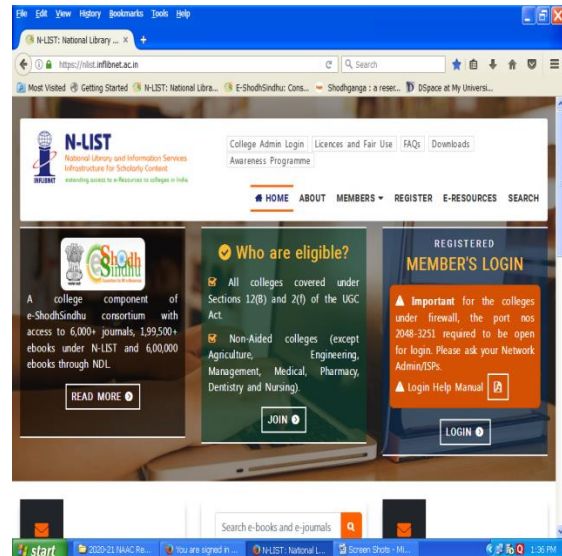 File Edit View History Bookmarks Tools Help
N-LIST: National Library ... ×
https://nlist.inflibnet.ac.in
Search
Most Visited Getting Started N-LIST: National Libra... E-ShodhSindhu: Cons... Shodhganga : a reser... DSpace at My Universi...
INFLIBNET
N-LIST
National Library and Information Services
Infrastructure for Scholarly Content
extending access to e-Resources to colleges in India
College Admin Login Licences and Fair Use FAQs Downloads
Awareness Programme
HOME ABOUT MEMBERS REGISTER E-RESOURCES SEARCH
e-Shodh
Sindhu
A college component of
e-ShodhSindhu consortium with
access to 6,000+ journals, 1,99,500+
ebooks under N-LIST and 6,00,000
ebooks through NDL.
READ MORE
Who are eligible?
All colleges covered under
Sections 12(B) and 2(f) of the UGC
Act.
Non-Aided colleges (except
Agriculture, Engineering,
Management, Medical, Pharmacy,
Dentistry and Nursing).
JOIN
REGISTERED
MEMBER'S LOGIN
Important for the colleges
under firewall, the port nos
2048-3251 required to be open
for login. Please ask your Network
Admin/ISPs.
Login Help Manual
LOGIN
Search e-books and e-journals
start 2020-21 NAAC Re... You are signed in ... N-LIST: National L... Screen Shots - Mi... 1:36 PM